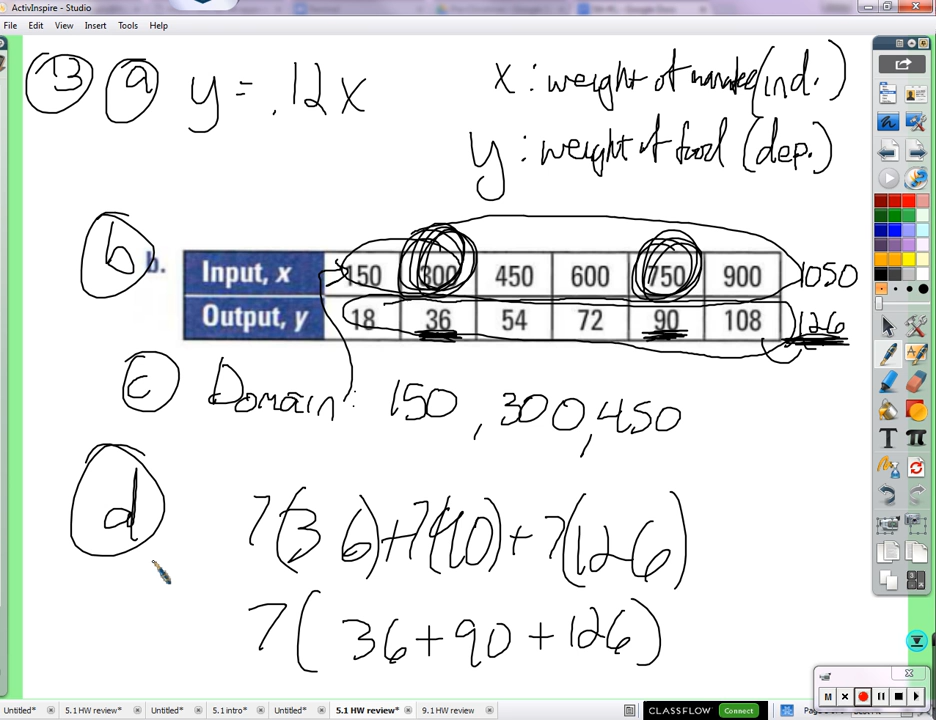 ActivInspire - Studio
File Edit View Insert Tools Help
13 a y = .12x
x : weight of manatee (ind.)
y : weight of food (dep.)
b b.
Input, x 150 300 450 600 750 900 1050
Output, y 18 36 54 72 90 108 126
c Domain: 150, 300, 450
d
7(36)+7(90)+7(126)
7(36+90+126)
Untitled* 5.1 HW review* Untitled* 5.1 intro* Untitled* 5.1 HW review* 9.1 HW review CLASSFLOW Connect